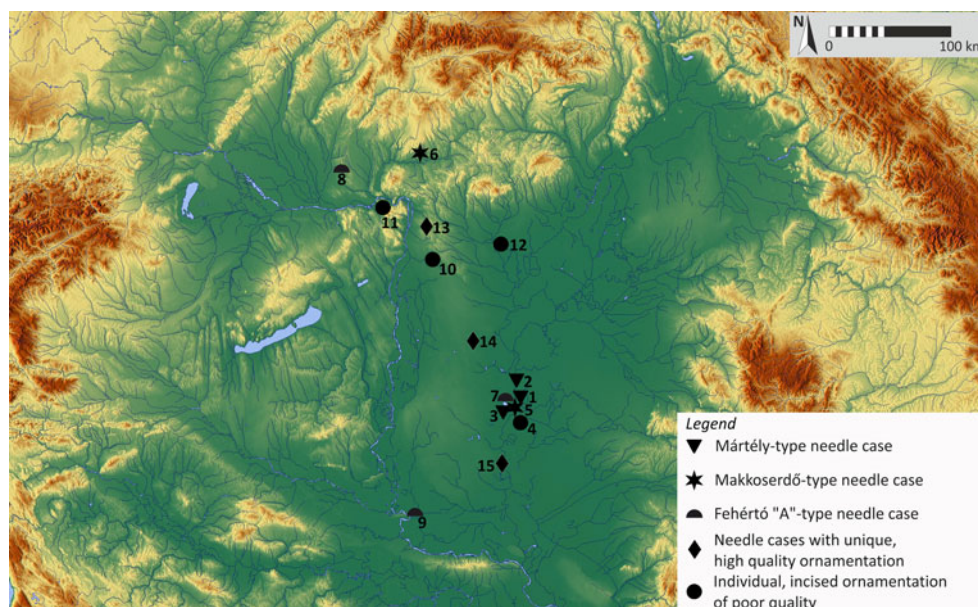 N
0 100 km
6
8
11
13
12
10
14
2
7 1
3 5
4
15
9
Legend
Mártély-type needle case
Makkoserdő-type needle case
Fehértó "A"-type needle case
Needle cases with unique,
high quality ornamentation
Individual, incised ornamentation
of poor quality